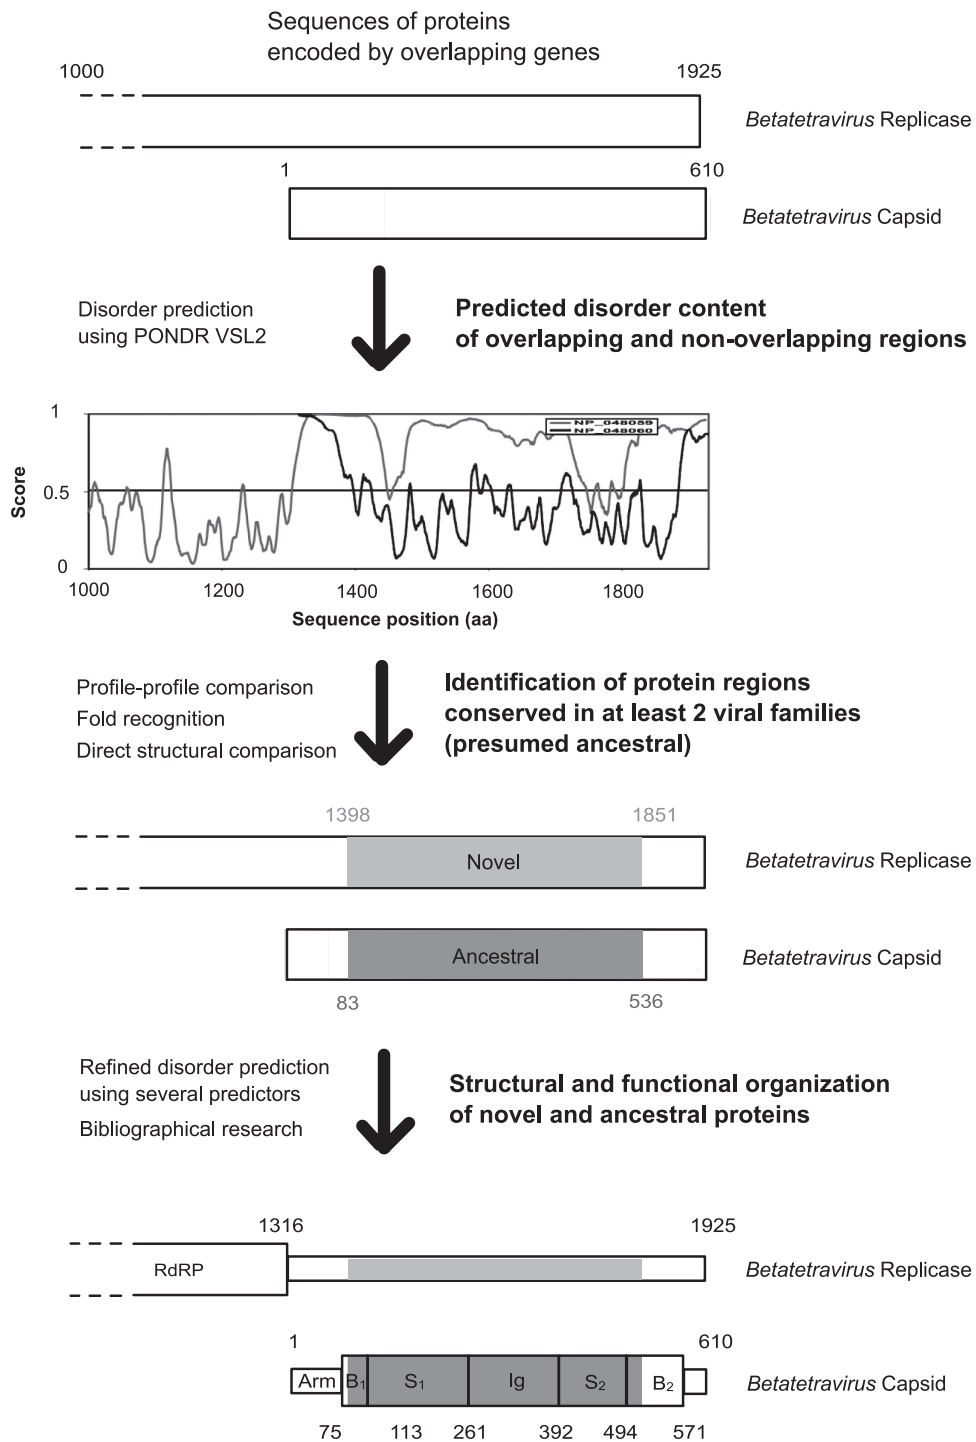 Sequences of proteins
encoded by overlapping genes
1000
1925
Betatetravirus Replicase
1
610
Betatetravirus Capsid
Disorder prediction
using PONDR VSL2
Predicted disorder content
of overlapping and non-overlapping regions
1
NP_048059
NP_048060
Score
0.5
0
1000
1200
1400
1600
1800
Sequence position (aa)
Profile-profile comparison
Fold recognition
Direct structural comparison
Identification of protein regions
conserved in at least 2 viral families
(presumed ancestral)
1398
1851
Novel
Betatetravirus Replicase
Ancestral
Betatetravirus Capsid
83
536
Refined disorder prediction
using several predictors
Bibliographical research
Structural and functional organization
of novel and ancestral proteins
1316
1925
RdRP
Betatetravirus Replicase
1
610
Arm
B1
S1
Ig
S2
B2
Betatetravirus Capsid
75
113
261
392
494
571